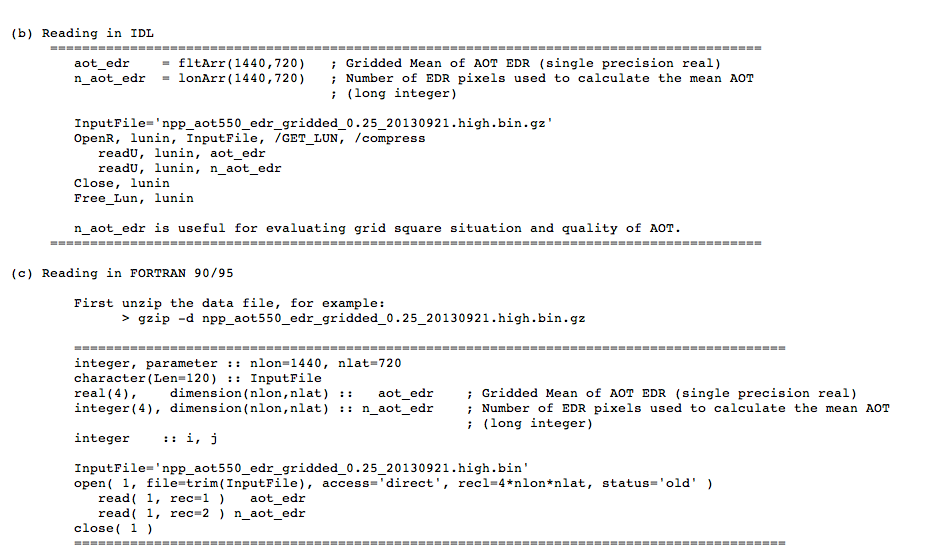 (b) Reading in IDL
=========================================================================================
aot_edr    = fltArr(1440,720)   ; Gridded Mean of AOT EDR (single precision real)
n_aot_edr  = lonArr(1440,720)   ; Number of EDR pixels used to calculate the mean AOT
; (long integer)
InputFile='npp_aot550_edr_gridded_0.25_20130921.high.bin.gz'
OpenR, lunin, InputFile, /GET_LUN, /compress
readU, lunin, aot_edr
readU, lunin, n_aot_edr
Close, lunin
Free_Lun, lunin
n_aot_edr is useful for evaluating grid square situation and quality of AOT.
=========================================================================================
(c) Reading in FORTRAN 90/95
First unzip the data file, for example:
> gzip -d npp_aot550_edr_gridded_0.25_20130921.high.bin.gz
=========================================================================================
integer, parameter :: nlon=1440, nlat=720
character(Len=120) :: InputFile
real(4),    dimension(nlon,nlat) ::   aot_edr    ; Gridded Mean of AOT EDR (single precision real)
integer(4), dimension(nlon,nlat) :: n_aot_edr    ; Number of EDR pixels used to calculate the mean AOT
; (long integer)
integer    :: i, j
InputFile='npp_aot550_edr_gridded_0.25_20130921.high.bin'
open( 1, file=trim(InputFile), access='direct', recl=4*nlon*nlat, status='old' )
read( 1, rec=1 )   aot_edr
read( 1, rec=2 ) n_aot_edr
close( 1 )
=========================================================================================